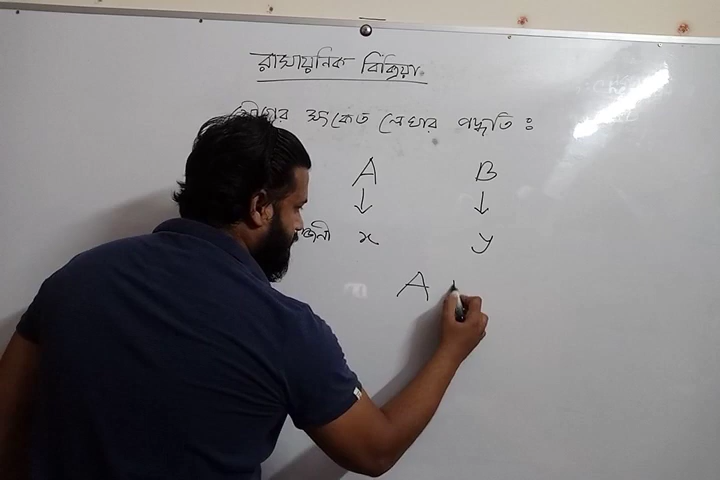 রাসায়নিক বিক্রিয়া
যৌগের সংকেত লেখার পদ্ধতি :
A B
↓ ↓
x y
A